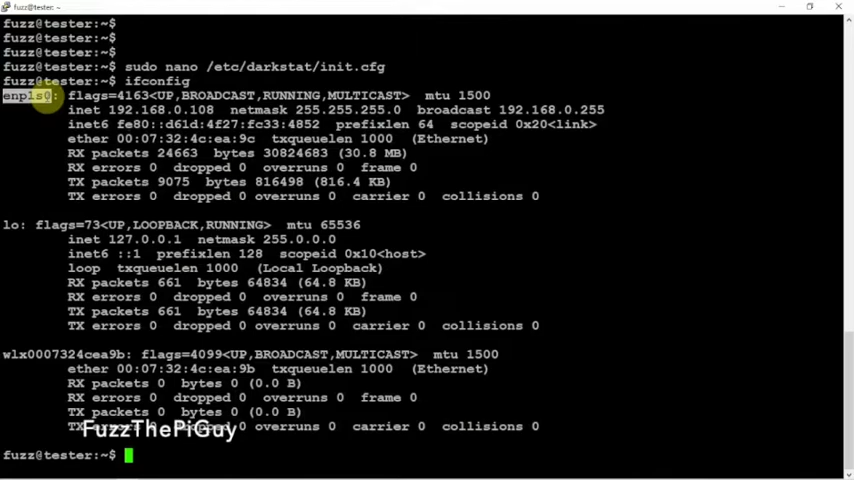 fuzz@tester: ~
fuzz@tester:~$
fuzz@tester:~$
fuzz@tester:~$
fuzz@tester:~$ sudo nano /etc/darkstat/init.cfg
fuzz@tester:~$ ifconfig
enp1s0: flags=4163<UP,BROADCAST,RUNNING,MULTICAST>  mtu 1500
inet 192.168.0.108  netmask 255.255.255.0  broadcast 192.168.0.255
inet6 fe80::d61d:4f27:fc33:4852  prefixlen 64  scopeid 0x20<link>
ether 00:07:32:4c:ea:9c  txqueuelen 1000  (Ethernet)
RX packets 24663  bytes 30824683 (30.8 MB)
RX errors 0  dropped 0  overruns 0  frame 0
TX packets 9075  bytes 816498 (816.4 KB)
TX errors 0  dropped 0 overruns 0  carrier 0  collisions 0
lo: flags=73<UP,LOOPBACK,RUNNING>  mtu 65536
inet 127.0.0.1  netmask 255.0.0.0
inet6 ::1  prefixlen 128  scopeid 0x10<host>
loop  txqueuelen 1000  (Local Loopback)
RX packets 661  bytes 64834 (64.8 KB)
RX errors 0  dropped 0  overruns 0  frame 0
TX packets 661  bytes 64834 (64.8 KB)
TX errors 0  dropped 0 overruns 0  carrier 0  collisions 0
wlx0007324cea9b: flags=4099<UP,BROADCAST,MULTICAST>  mtu 1500
ether 00:07:32:4c:ea:9b  txqueuelen 1000  (Ethernet)
RX packets 0  bytes 0 (0.0 B)
RX errors 0  dropped 0  overruns 0  frame 0
TX packets 0  bytes 0 (0.0 B)
TX errors 0  dropped 0 overruns 0  carrier 0  collisions 0
FuzzThePiGuy
fuzz@tester:~$